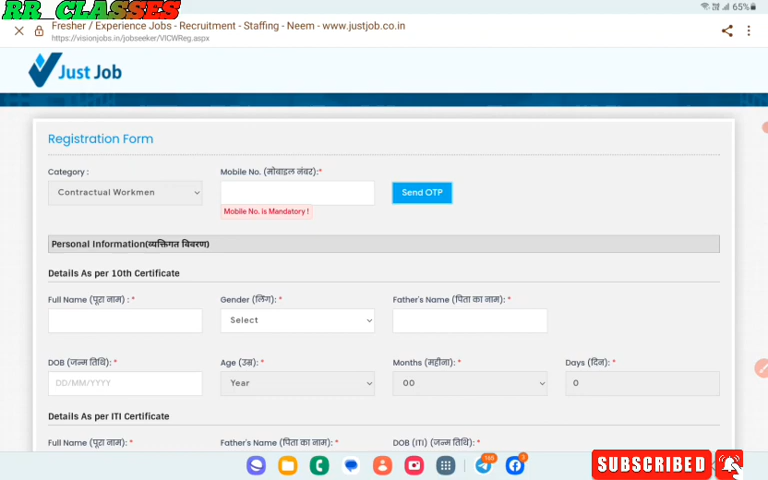 RR_CLASSES
65%
Fresher / Experience Jobs - Recruitment - Staffing - Neem - www.justjob.co.in
https://visionjobs.in/jobseeker/VICWReg.aspx
Just Job
Registration Form
Category :
Mobile No. (मोबाइल नंबर):*
Contractual Workmen
Send OTP
Mobile No. is Mandatory !
Personal Information(व्यक्तिगत विवरण)
Details As per 10th Certificate
Full Name (पूरा नाम) : *
Gender (लिंग): *
Father's Name (पिता का नाम): *
Select
DOB (जन्म तिथि): *
Age (उम्र): *
Months (महीना): *
Days (दिन): *
DD/MM/YYYY
Year
00
0
Details As per ITI Certificate
Full Name (पूरा नाम): *
Father's Name (पिता का नाम): *
DOB (ITI) (जन्म तिथि): *
SUBSCRIBED